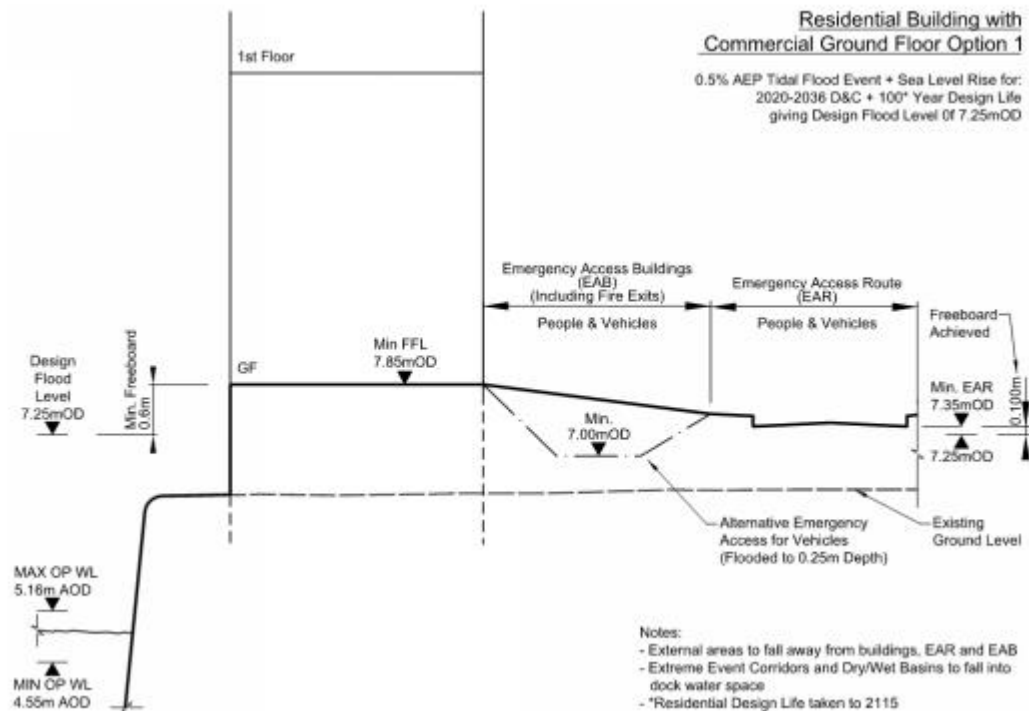 Residential Building with
Commercial Ground Floor Option 1
0.5% AEP Tidal Flood Event + Sea Level Rise for:
2020-2036 D&C + 100* Year Design Life
giving Design Flood Level 0f 7.25mOD
1st Floor
Emergency Access Buildings
(EAB)
(Including Fire Exits)
People & Vehicles
Emergency Access Route
(EAR)
People & Vehicles
Freeboard
Achieved
Design
Flood
Level
7.25mOD
Min. Freeboard
0.6m
GF
Min FFL
7.85mOD
Min.
7.00mOD
Min. EAR
7.35mOD
0.100m
7.25mOD
Alternative Emergency
Access for Vehicles
(Flooded to 0.25m Depth)
Existing
Ground Level
MAX OP WL
5.16m AOD
MIN OP WL
4.55m AOD
Notes:
- External areas to fall away from buildings, EAR and EAB
- Extreme Event Corridors and Dry/Wet Basins to fall into
dock water space
- *Residential Design Life taken to 2115